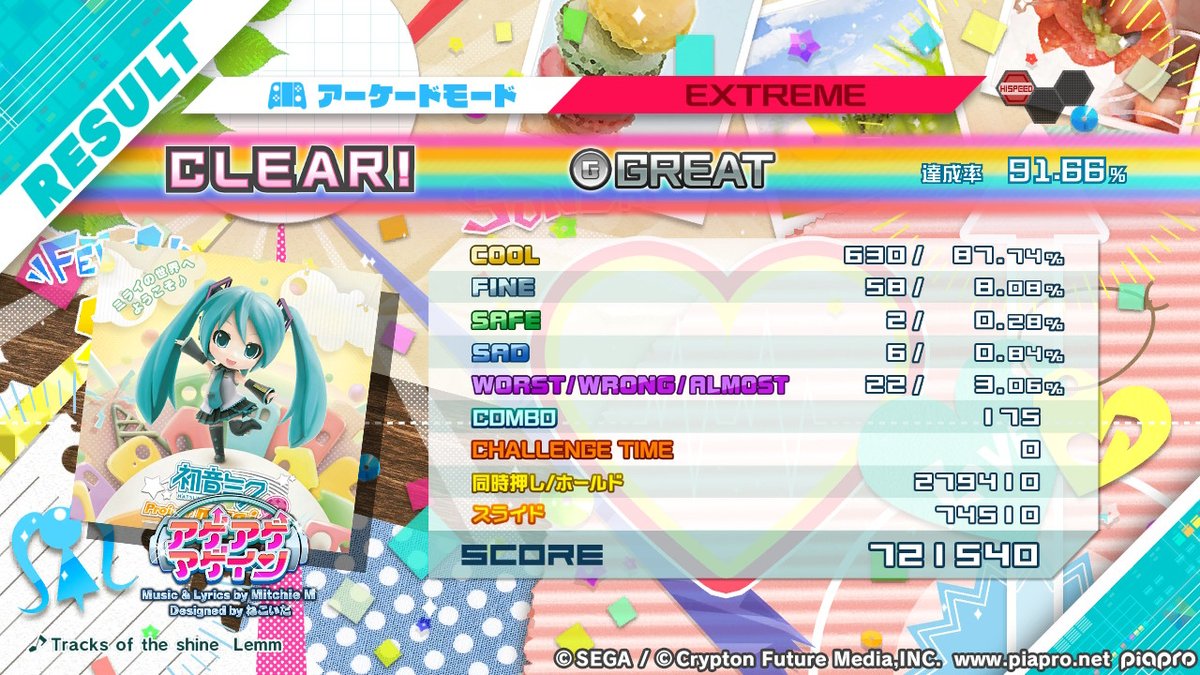 RESULT
アーケードモード
EXTREME
HISPEED
CLEAR!
G GREAT
達成率 91.66%
COOL 630/ 87.74%
FINE 58/ 8.08%
SAFE 2/ 0.28%
SAD 6/ 0.84%
WORST/WRONG/ALMOST 22/ 3.06%
COMBO 175
CHALLENGE TIME 0
同時押し/ホールド 279410
スライド 74510
SCORE 721540
ミライの世界へ
ようこそ♪
初音ミク
アゲアゲ
アゲイン
Music & Lyrics by Mitchie M
Designed by ねこいた
♪Tracks of the shine Lemm
©SEGA / ©Crypton Future Media,INC. www.piapro.net piapro